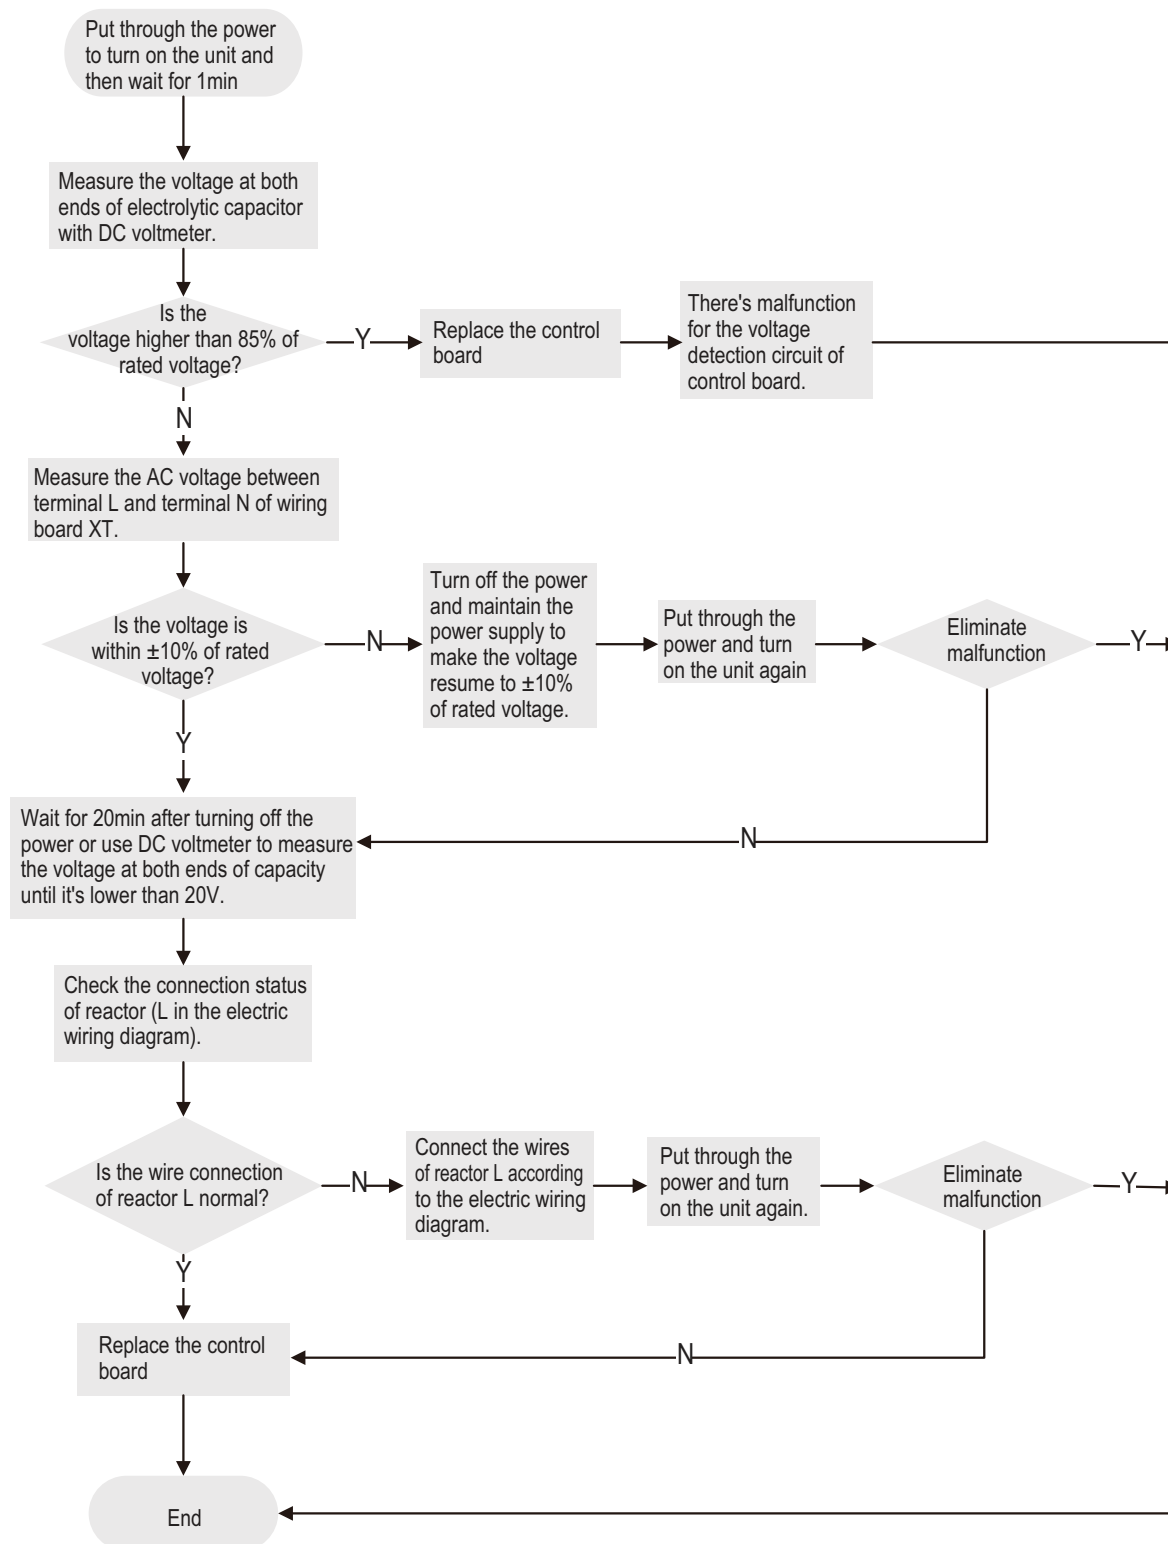 Put through the power
to turn on the unit and
then wait for 1min
Measure the voltage at both
ends of electrolytic capacitor
with DC voltmeter.
Is the
voltage higher than 85% of
rated voltage?
Y
Replace the control
board
There's malfunction
for the voltage
detection circuit of
control board.
N
Measure the AC voltage between
terminal L and terminal N of wiring
board XT.
Is the voltage is
within ±10% of rated
voltage?
N
Turn off the power
and maintain the
power supply to
make the voltage
resume to ±10%
of rated voltage.
Put through the
power and turn
on the unit again
Eliminate
malfunction
Y
Y
N
Wait for 20min after turning off the
power or use DC voltmeter to measure
the voltage at both ends of capacity
until it's lower than 20V.
Check the connection status
of reactor (L in the electric
wiring diagram).
Is the wire connection
of reactor L normal?
N
Connect the wires
of reactor L according
to the electric wiring
diagram.
Put through the
power and turn
on the unit again.
Eliminate
malfunction
Y
Y
N
Replace the control
board
End